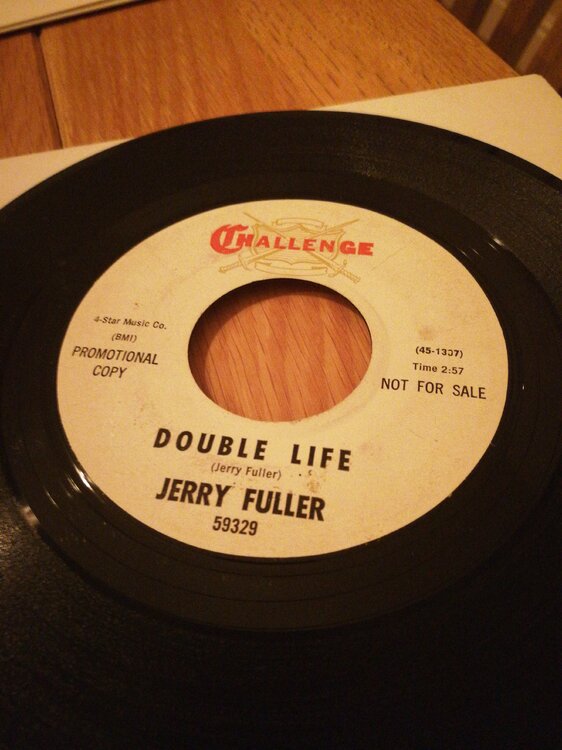 CHALLENGE
4-Star Music Co.
(BMI)
PROMOTIONAL
COPY
(45-1337)
Time 2:57
NOT FOR SALE
DOUBLE LIFE
(Jerry Fuller)
JERRY FULLER
59329